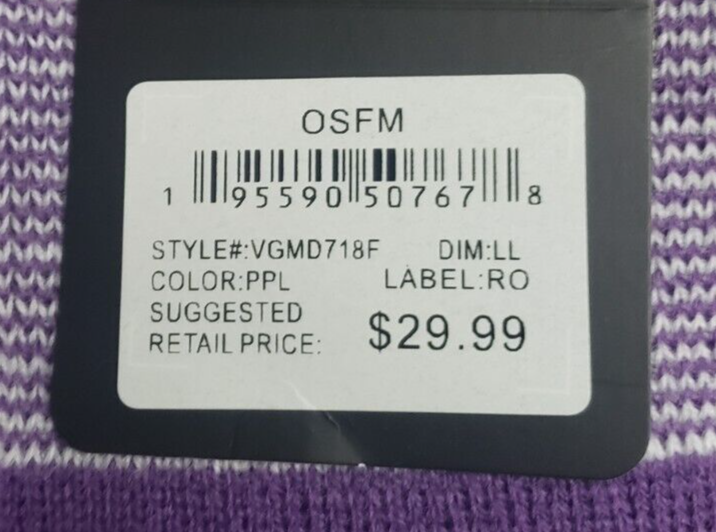 OSFM
1 95590 50767 8
STYLE#:VGMD718F DIM:LL
COLOR:PPL LABEL:RO
SUGGESTED
RETAIL PRICE: $29.99